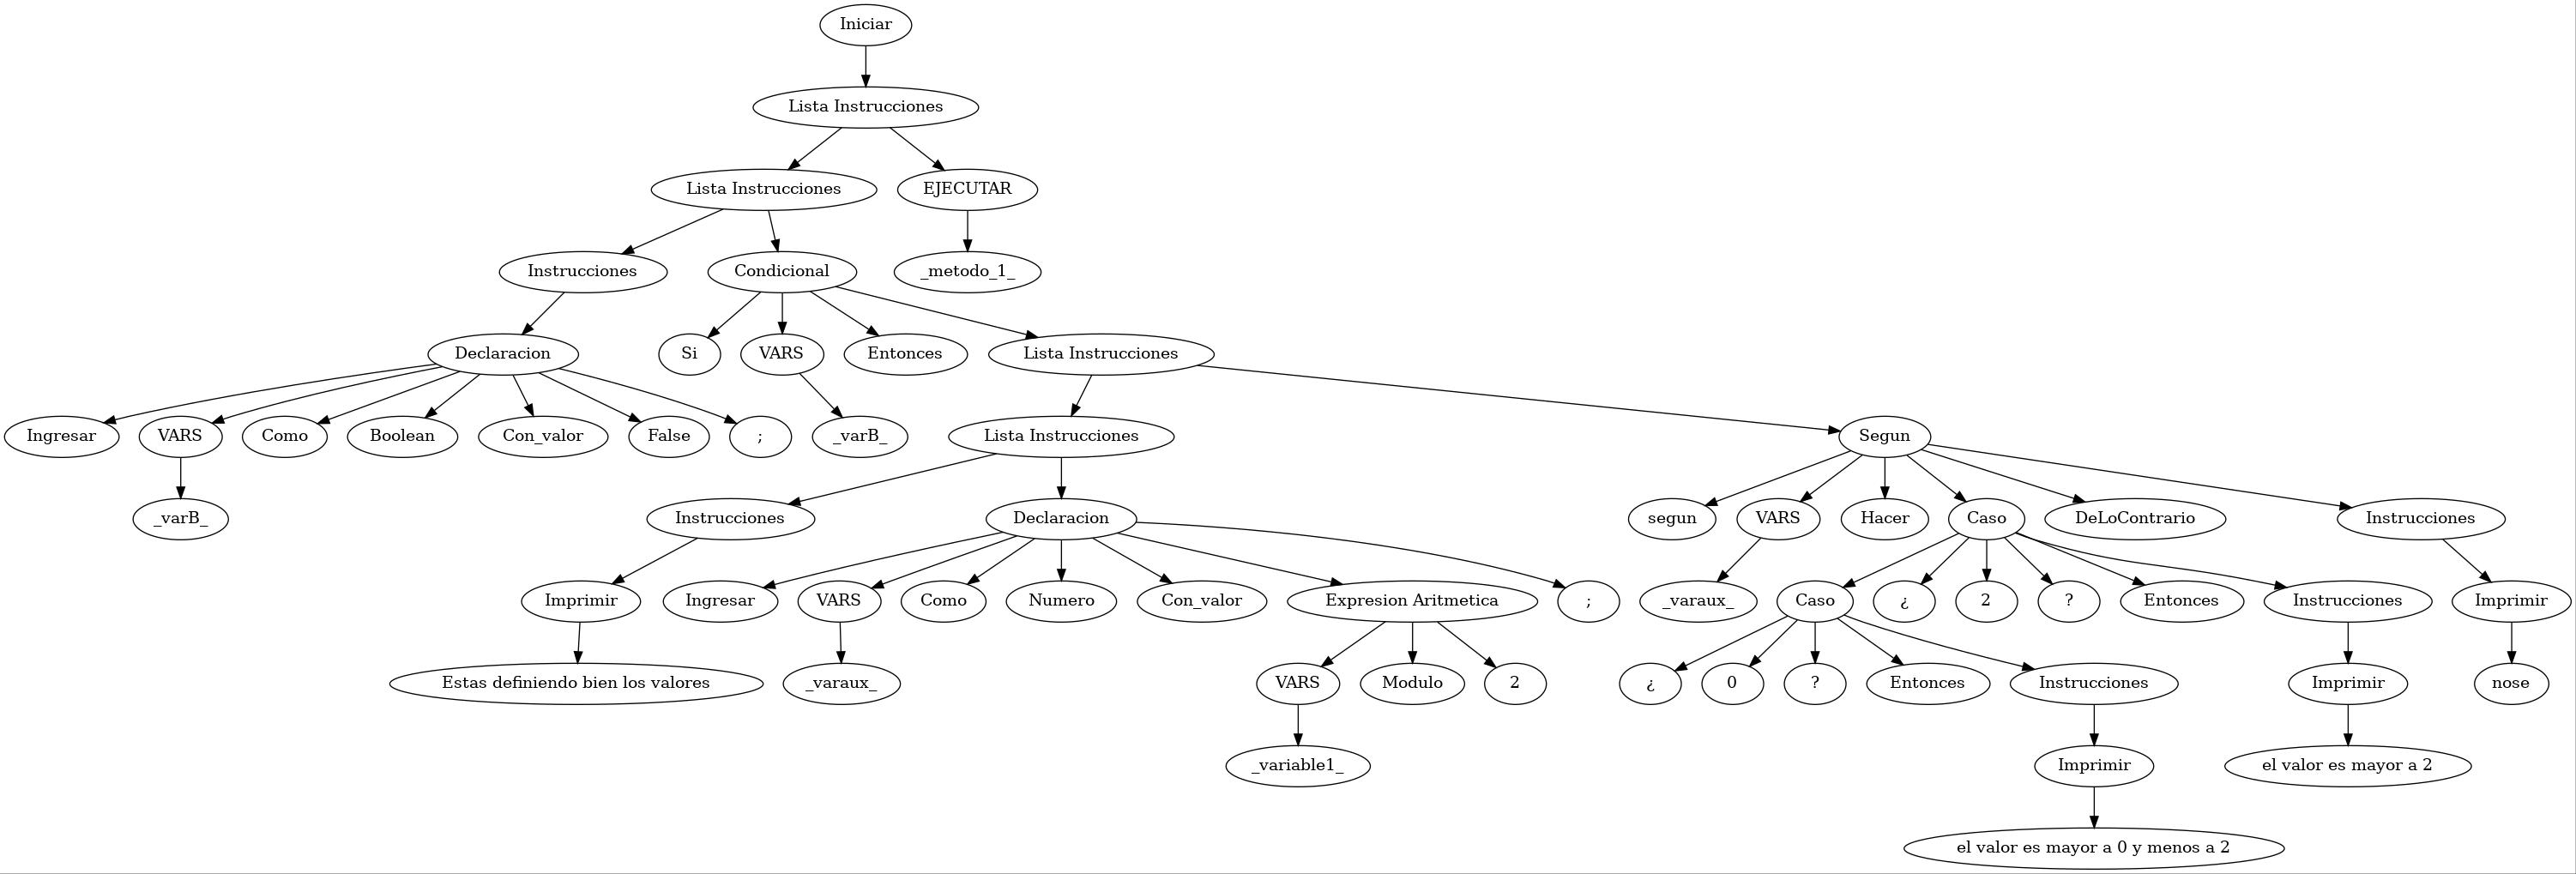 Iniciar
Lista Instrucciones
Lista Instrucciones EJECUTAR
Instrucciones Condicional _metodo_1_
Declaracion Si VARS Entonces Lista Instrucciones
Ingresar VARS Como Boolean Con_valor False ; _varB_ Lista Instrucciones Segun
_varB_ Instrucciones Declaracion segun VARS Hacer Caso DeLoContrario Instrucciones
Imprimir Ingresar VARS Como Numero Con_valor Expresion Aritmetica ; _varaux_ Caso ¿ 2 ? Entonces Instrucciones Imprimir
Estas definiendo bien los valores _varaux_ VARS Modulo 2 ¿ 0 ? Entonces Instrucciones Imprimir nose
_variable1_ Imprimir el valor es mayor a 2
el valor es mayor a 0 y menos a 2